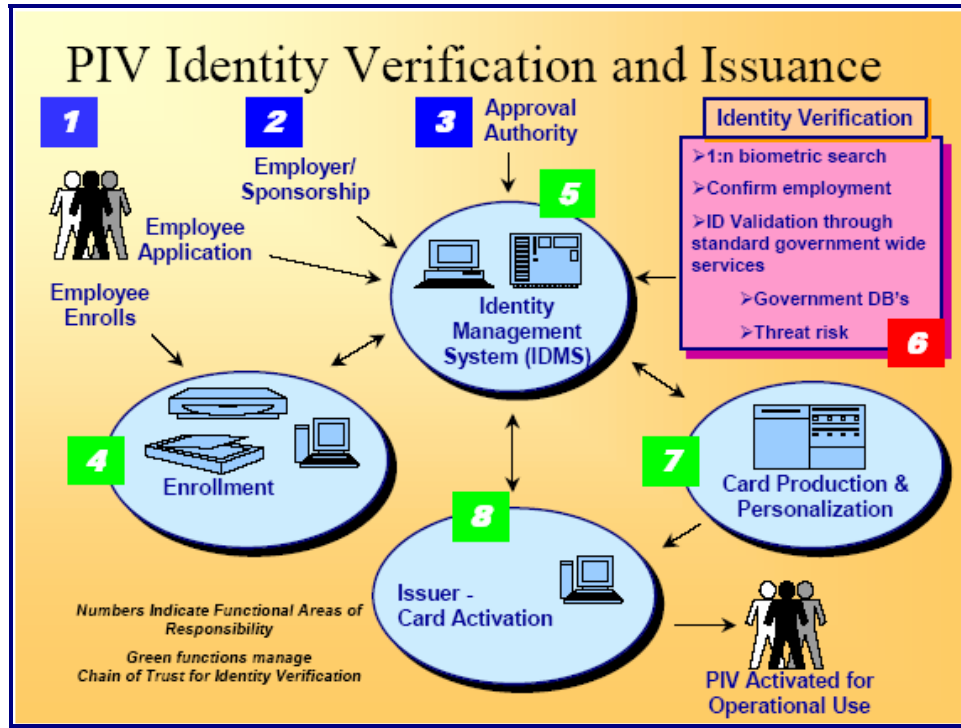 PIV Identity Verification and Issuance
1
2
3
Approval
Authority
Employer/
Sponsorship
Employee
Application
Employee
Enrolls
Identity Verification
➢1:n biometric search
➢Confirm employment
➢ID Validation through
standard government wide
services
➢Government DB's
➢Threat risk
6
5
Identity
Management
System (IDMS)
4
Enrollment
7
Card Production &
Personalization
8
Issuer -
Card Activation
Numbers Indicate Functional Areas of
Responsibility
Green functions manage
Chain of Trust for Identity Verification
PIV Activated for
Operational Use